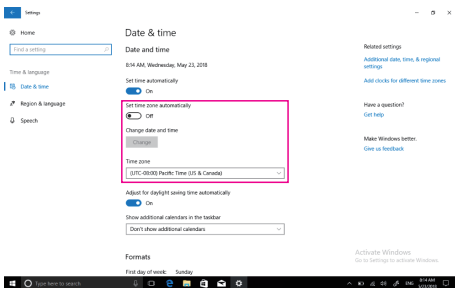 Settings
Home
Find a setting
Time & language
Date & time
Region & language
Speech
Date & time
Date and time
8:14 AM, Wednesday, May 23, 2018
Set time automatically
On
Set time zone automatically
Off
Change date and time
Change
Time zone
(UTC-08:00) Pacific Time (US & Canada)
Adjust for daylight saving time automatically
On
Show additional calendars in the taskbar
Don't show additional calendars
Formats
First day of week: Sunday
Related settings
Additional date, time, & regional
settings
Add clocks for different time zones
Have a question?
Get help
Make Windows better.
Give us feedback
Activate Windows
Go to Settings to activate Windows.
Type here to search
ENG
8:14 AM
5/23/2018